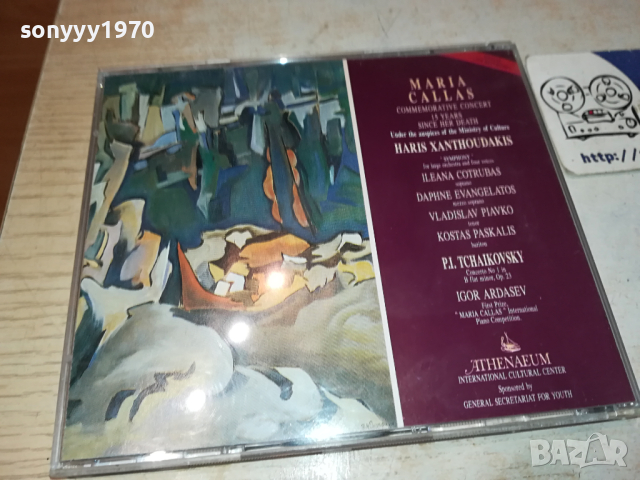 sonyyy1970
MARIA
CALLAS
COMMEMORATIVE CONCERT
15 YEARS
SINCE HER DEATH
Under the auspices of the Ministry of Culture
HARIS XANTHOUDAKIS
"SYMPHONY"
for large orchestra and four voices
ILEANA COTRUBAS
soprano
DAPHNE EVANGELATOS
mezzo-soprano
VLADISLAV PIAVKO
tenor
KOSTAS PASKALIS
baritone
P.I. TCHAIKOVSKY
Concerto No 1 in
B flat minor, Op. 23
IGOR ARDASEV
First Prize,
"MARIA CALLAS" International
Piano Competition.
ATHENAEUM
INTERNATIONAL CULTURAL CENTER
Sponsored by
GENERAL SECRETARIAT FOR YOUTH
http://
BAZAR
bg